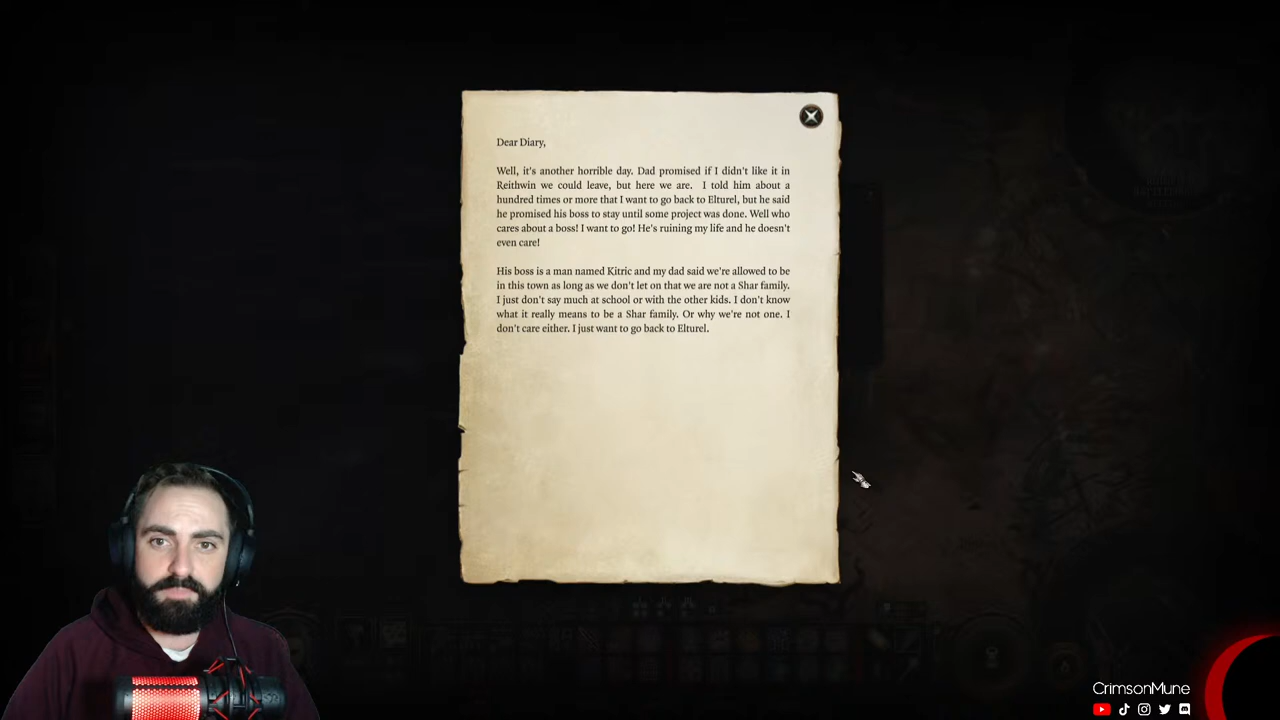 Dear Diary,
Well, it's another horrible day. Dad promised if I didn't like it in
Reithwin we could leave, but here we are. I told him about a
hundred times or more that I want to go back to Elturel, but he said
he promised his boss to stay until some project was done. Well who
cares about a boss! I want to go! He's ruining my life and he doesn't
even care!
His boss is a man named Kitric and my dad said we're allowed to be
in this town as long as we don't let on that we are not a Shar family.
I just don't say much at school or with the other kids. I don't know
what it really means to be a Shar family. Or why we're not one. I
don't care either. I just want to go back to Elturel.
CrimsonMune